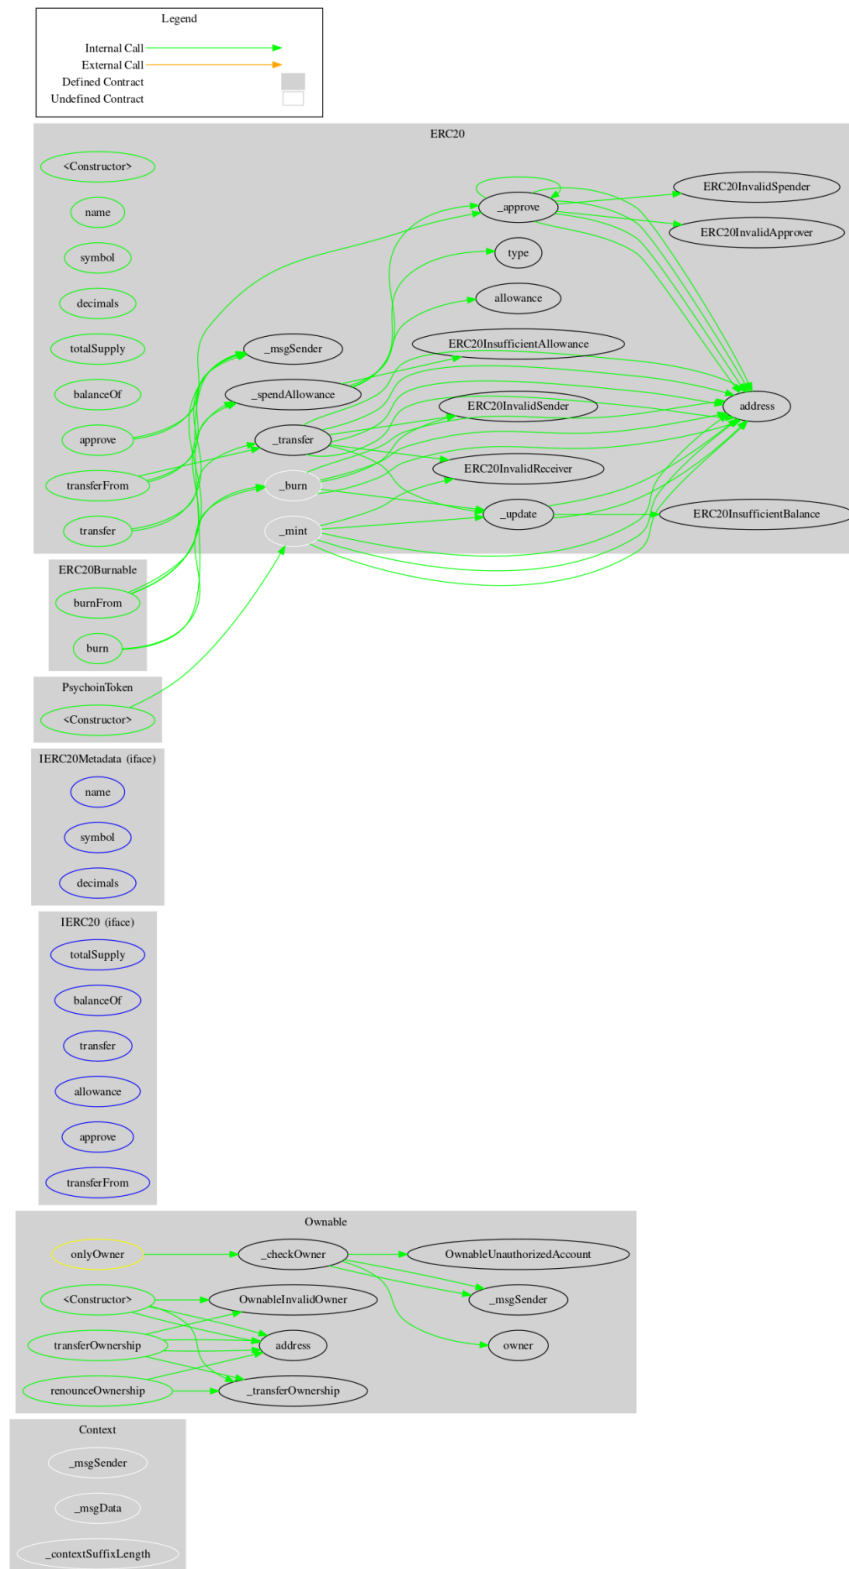 Legend
Internal Call
External Call
Defined Contract
Undefined Contract
ERC20
<Constructor>
name
symbol
decimals
totalSupply
balanceOf
approve
transferFrom
transfer
_msgSender
_spendAllowance
_transfer
_burn
_mint
_approve
type
allowance
ERC20InsufficientAllowance
ERC20InvalidSender
ERC20InvalidReceiver
_update
ERC20InvalidSpender
ERC20InvalidApprover
address
ERC20InsufficientBalance
ERC20Burnable
burnFrom
burn
PsychoinToken
<Constructor>
IERC20Metadata (iface)
name
symbol
decimals
IERC20 (iface)
totalSupply
balanceOf
transfer
allowance
approve
transferFrom
Ownable
onlyOwner
<Constructor>
transferOwnership
renounceOwnership
_checkOwner
OwnableInvalidOwner
address
_transferOwnership
OwnableUnauthorizedAccount
_msgSender
owner
Context
_msgSender
_msgData
_contextSuffixLength